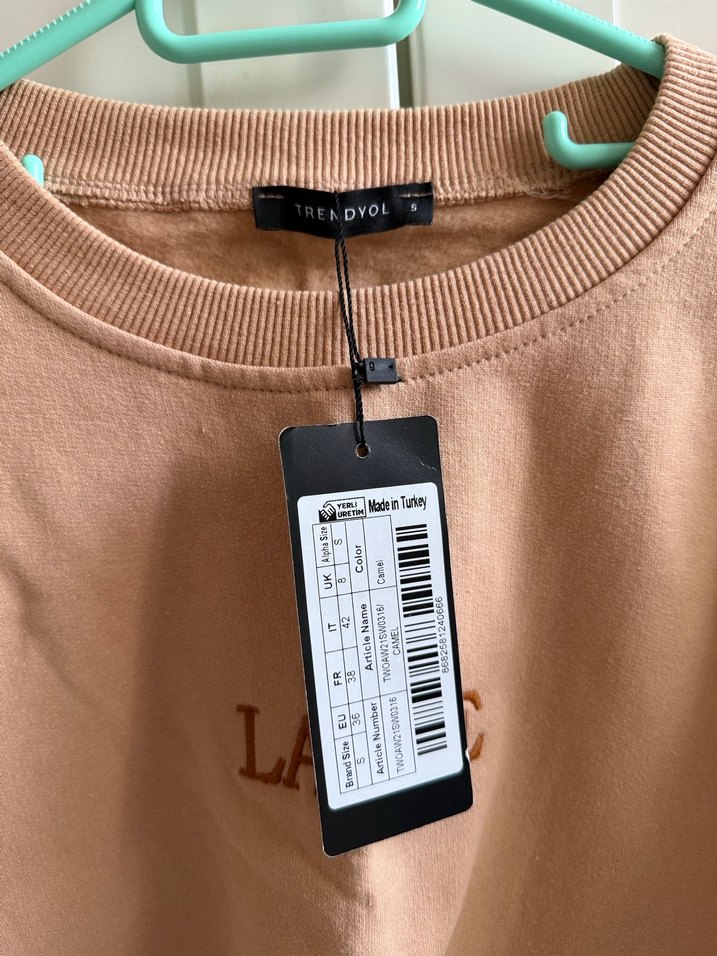 TRENDYOL S
YERLİ
ÜRETİM
Made in Turkey
Brand Size EU FR IT UK Alpha Size
S 36 38 42 8 S
Article Number Article Name Color
TWOAW21SW0316 TWOAW21SW0316/ Camel
CAMEL
8682581240666
LA
E